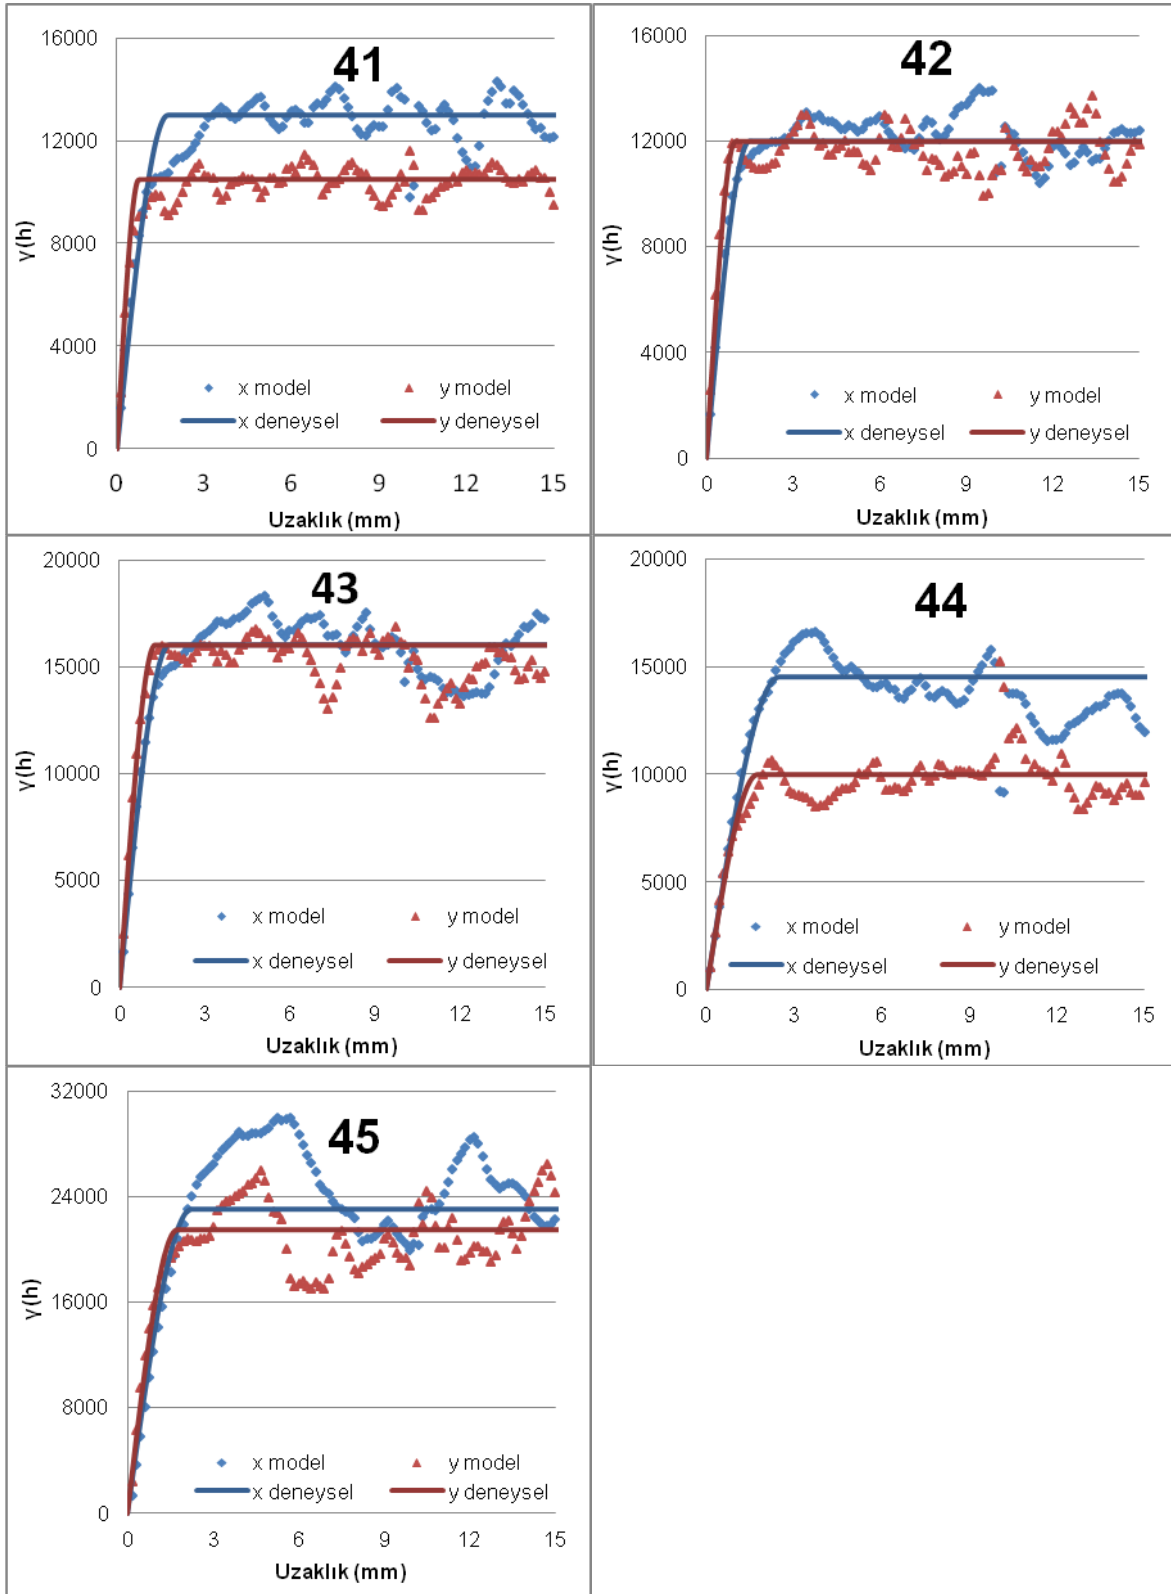 41
16000
12000
8000
4000
0
γ(h)
x model
y model
x deneysel
y deneysel
0 3 6 9 12 15
Uzaklık (mm)
42
16000
12000
8000
4000
0
γ(h)
x model
y model
x deneysel
y deneysel
0 3 6 9 12 15
Uzaklık (mm)
43
20000
15000
10000
5000
0
γ(h)
x model
y model
x deneysel
y deneysel
0 3 6 9 12 15
Uzaklık (mm)
44
20000
15000
10000
5000
0
γ(h)
x model
y model
x deneysel
y deneysel
0 3 6 9 12 15
Uzaklık (mm)
45
32000
24000
16000
8000
0
γ(h)
x model
y model
x deneysel
y deneysel
0 3 6 9 12 15
Uzaklık (mm)